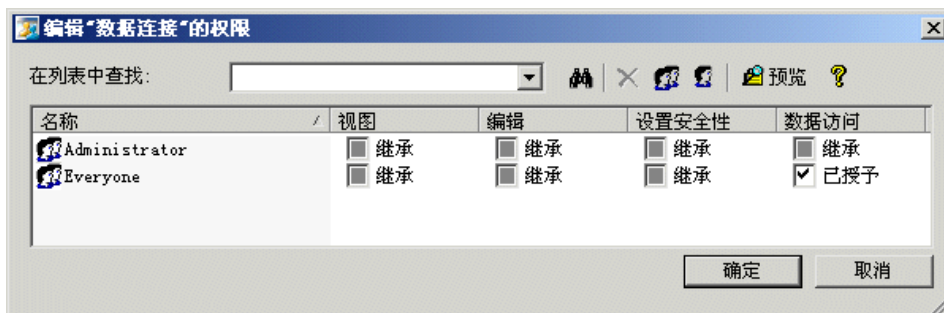 编辑"数据连接"的权限
在列表中查找: 预览
名称 视图 编辑 设置安全性 数据访问
Administrator 继承 继承 继承 继承
Everyone 继承 继承 继承 已授予
确定 取消